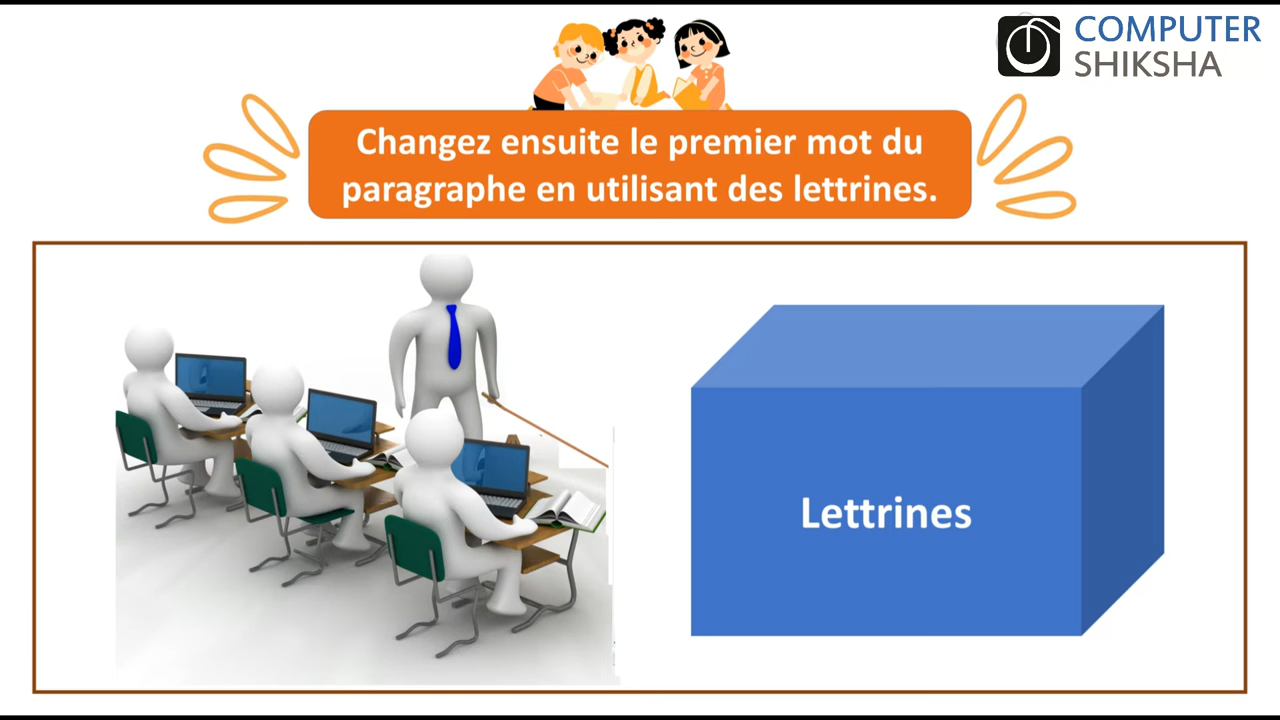 COMPUTER
SHIKSHA
Changez ensuite le premier mot du
paragraphe en utilisant des lettrines.
Lettrines